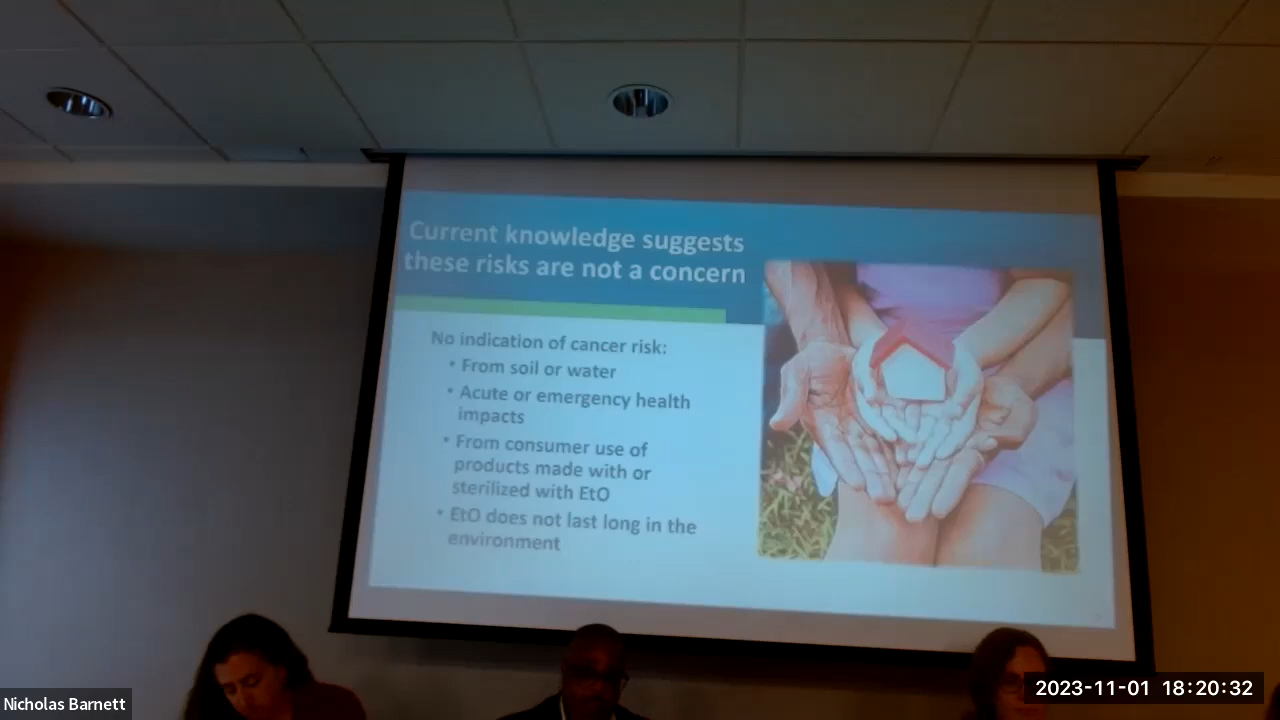 Current knowledge suggests
these risks are not a concern
No indication of cancer risk:
• From soil or water
• Acute or emergency health
impacts
• From consumer use of
products made with or
sterilized with EtO
• EtO does not last long in the
environment
Nicholas Barnett
2023-11-01 18:20:32